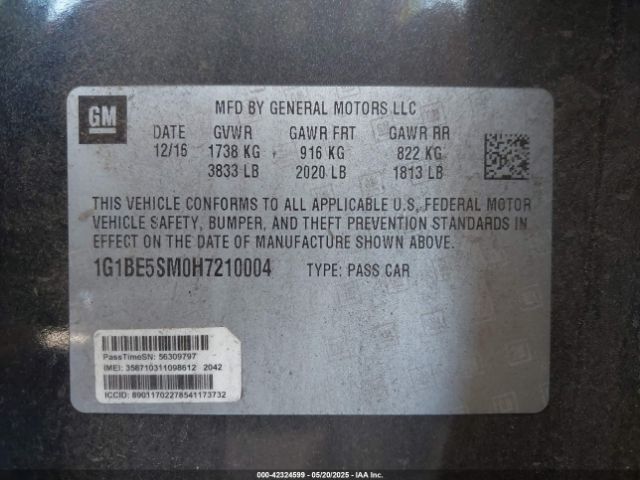 GM
MFD BY GENERAL MOTORS LLC
DATE GVWR GAWR FRT GAWR RR
12/16 1738 KG 916 KG 822 KG
3833 LB 2020 LB 1813 LB
THIS VEHICLE CONFORMS TO ALL APPLICABLE U.S. FEDERAL MOTOR
VEHICLE SAFETY, BUMPER, AND THEFT PREVENTION STANDARDS IN
EFFECT ON THE DATE OF MANUFACTURE SHOWN ABOVE.
1G1BE5SM0H7210004 TYPE: PASS CAR
PassTimeSN: 56309797
IMEI: 358710311098612 2042
ICCID: 89011702278541173732
000-42324599 --- 05/20/2025 --- IAA Inc.